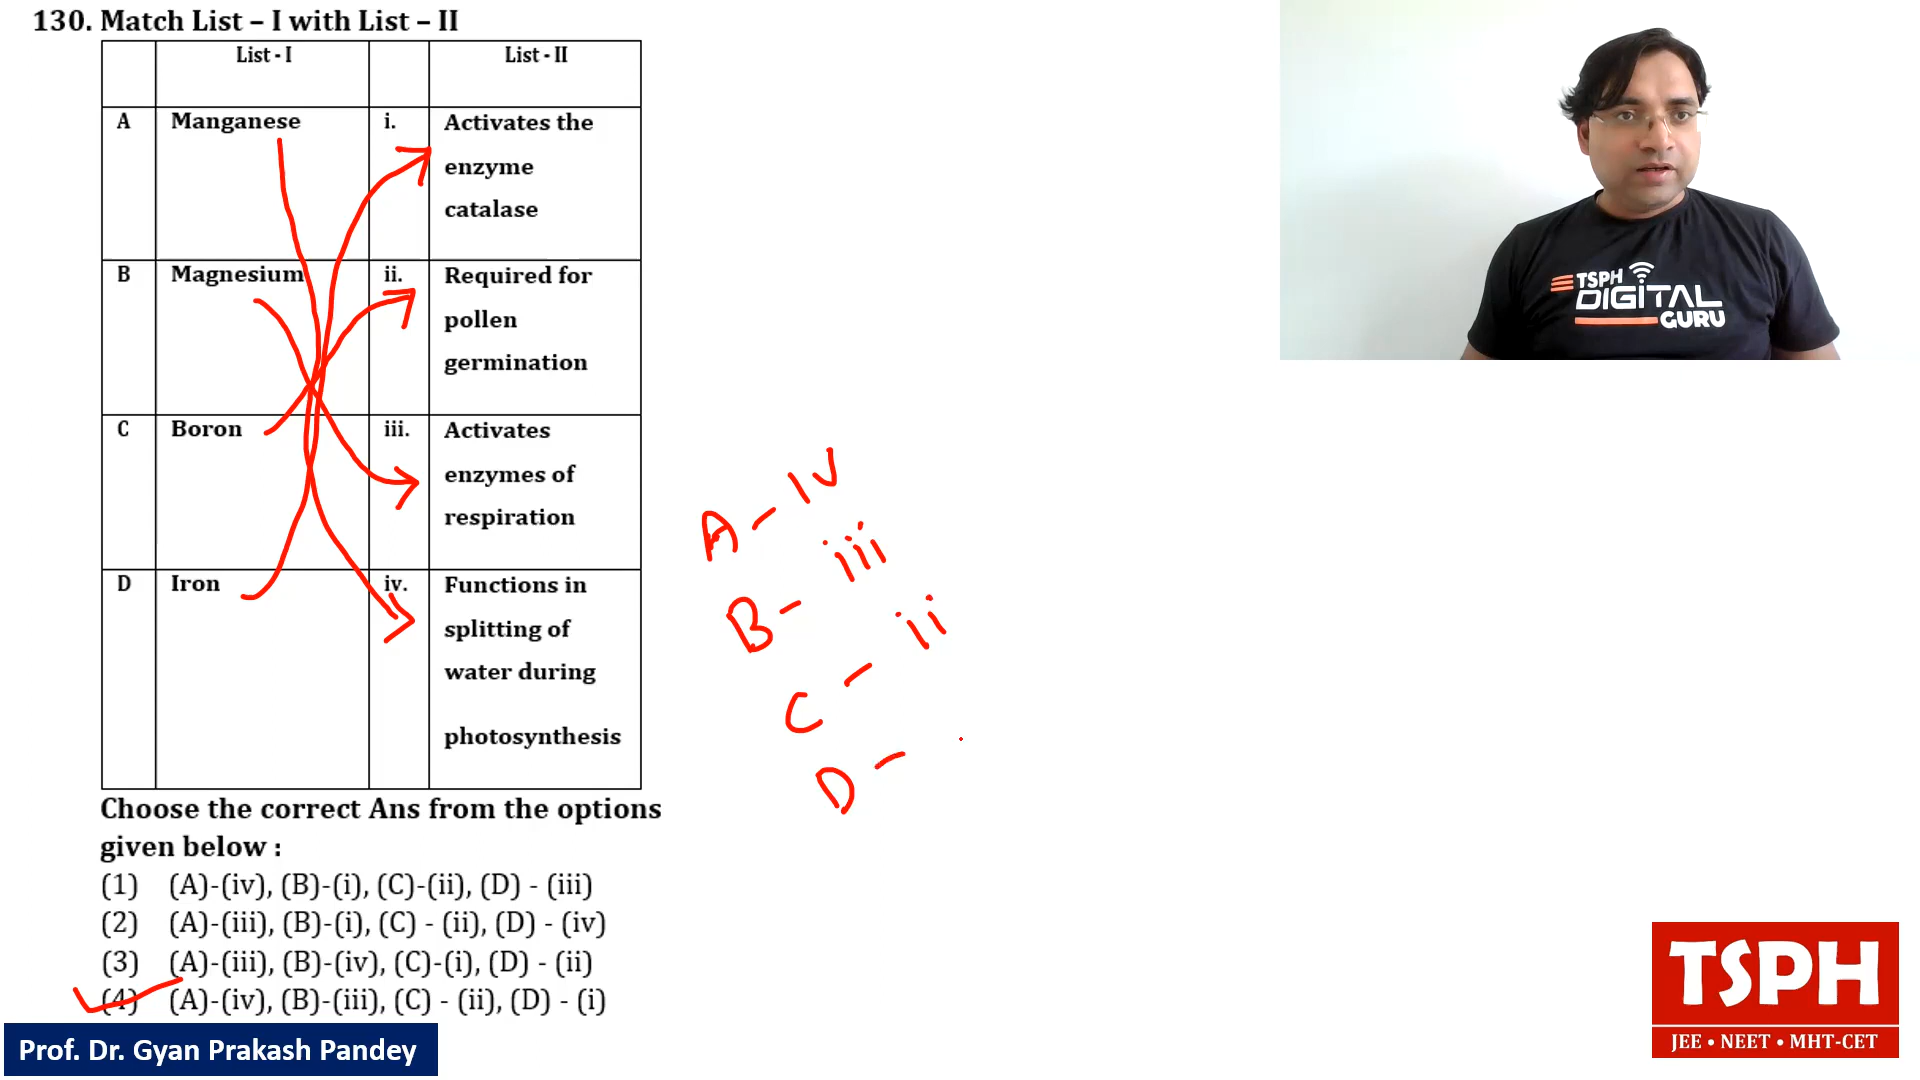 130. Match List – I with List – II
List - I List - II
A Manganese i. Activates the
enzyme
catalase
B Magnesium ii. Required for
pollen
germination
C Boron iii. Activates
enzymes of
respiration
D Iron iv. Functions in
splitting of
water during
photosynthesis
Choose the correct Ans from the options
given below :
(1) (A)-(iv), (B)-(i), (C)-(ii), (D) - (iii)
(2) (A)-(iii), (B)-(i), (C) - (ii), (D) - (iv)
(3) (A)-(iii), (B)-(iv), (C)-(i), (D) - (ii)
(4) (A)-(iv), (B)-(iii), (C) - (ii), (D) - (i)
A - iv
B - iii
C - ii
D -
TSPH
DIGITAL
GURU
Prof. Dr. Gyan Prakash Pandey
TSPH
JEE • NEET • MHT-CET